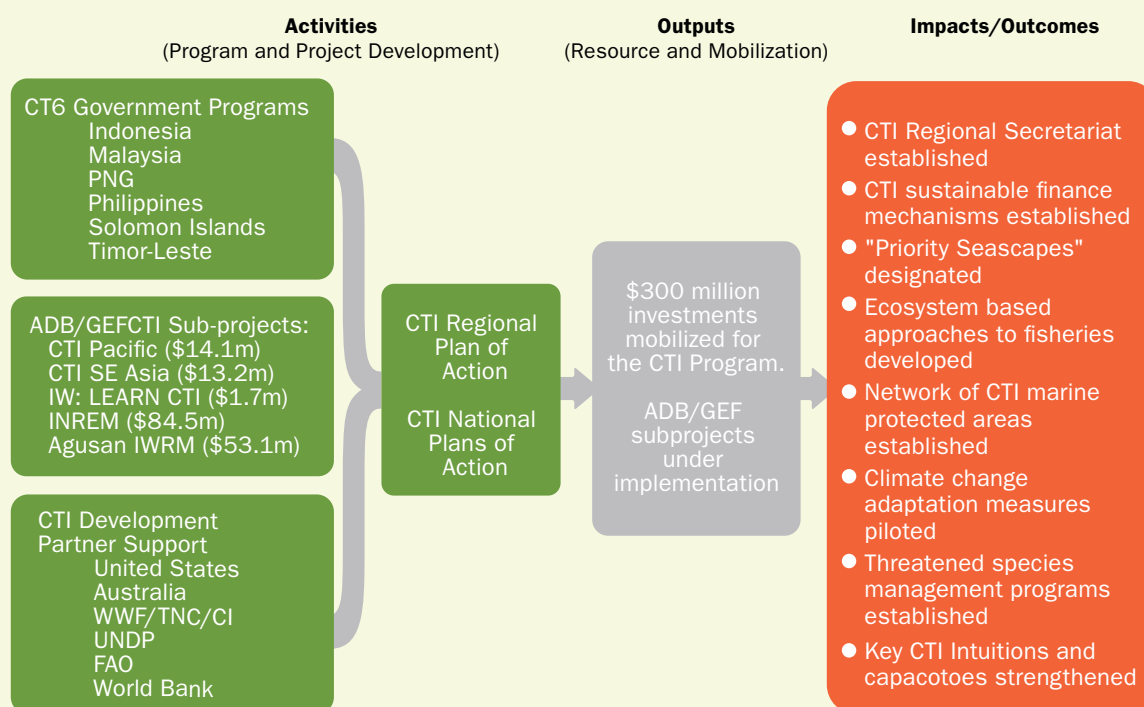 Activities
(Program and Project Development)
Outputs
(Resource and Mobilization)
Impacts/Outcomes
CT6 Government Programs
Indonesia
Malaysia
PNG
Philippines
Solomon Islands
Timor-Leste
ADB/GEFCTI Sub-projects:
CTI Pacific ($14.1m)
CTI SE Asia ($13.2m)
IW: LEARN CTI ($1.7m)
INREM ($84.5m)
Agusan IWRM ($53.1m)
CTI Development
Partner Support
United States
Australia
WWF/TNC/CI
UNDP
FAO
World Bank
CTI Regional
Plan of
Action
CTI National
Plans of
Action
$300 million
investments
mobilized for
the CTI Program.
ADB/GEF
subprojects
under
implementation
● CTI Regional Secretariat
established
● CTI sustainable finance
mechanisms established
● "Priority Seascapes"
designated
● Ecosystem based
approaches to fisheries
developed
● Network of CTI marine
protected areas
established
● Climate change
adaptation measures
piloted
● Threatened species
management programs
established
● Key CTI Intuitions and
capacotoes strengthened